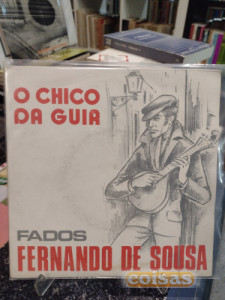 O CHICO
DA GUIA
FADOS
FERNANDO DE SOUSA
coisas